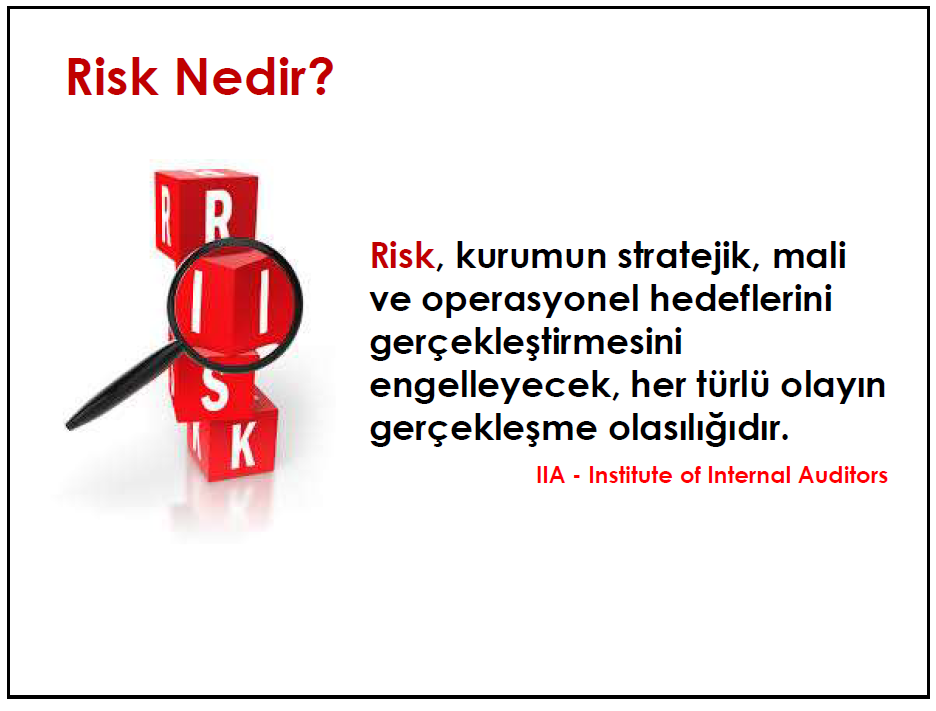 Risk Nedir?
R R
I I
S
K K
Risk, kurumun stratejik, mali
ve operasyonel hedeflerini
gerçekleştirmesini
engelleyecek, her türlü olayın
gerçekleşme olasılığıdır.
IIA - Institute of Internal Auditors